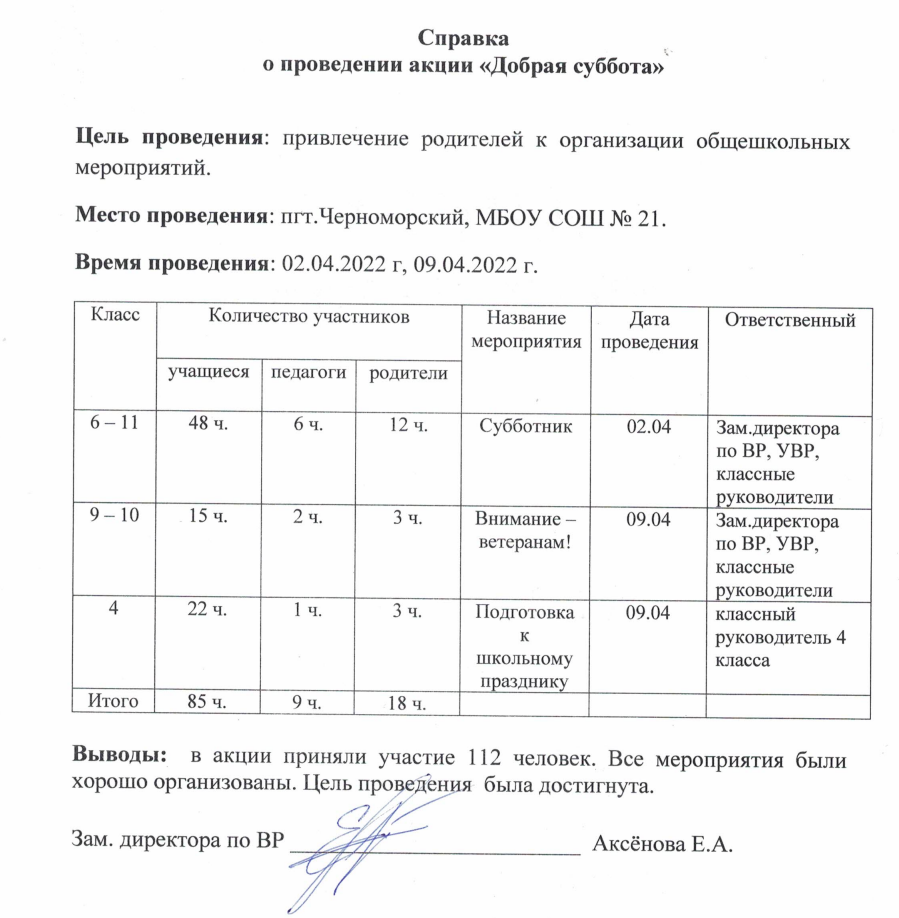 Справка
о проведении акции «Добрая суббота»
Цель проведения: привлечение родителей к организации общешкольных
мероприятий.
Место проведения: пгт.Черноморский, МБОУ СОШ № 21.
Время проведения: 02.04.2022 г, 09.04.2022 г.
Класс Количество участников Название Дата Ответственный
мероприятия проведения
учащиеся педагоги родители
6 – 11 48 ч. 6 ч. 12 ч. Субботник 02.04 Зам.директора
по ВР, УВР,
классные
руководители
9 – 10 15 ч. 2 ч. 3 ч. Внимание – 09.04 Зам.директора
ветеранам! по ВР, УВР,
классные
руководители
4 22 ч. 1 ч. 3 ч. Подготовка 09.04 классный
к руководитель 4
школьному класса
празднику
Итого 85 ч. 9 ч. 18 ч.
Выводы: в акции приняли участие 112 человек. Все мероприятия были
хорошо организованы. Цель проведения была достигнута.
Зам. директора по ВР Аксёнова Е.А.